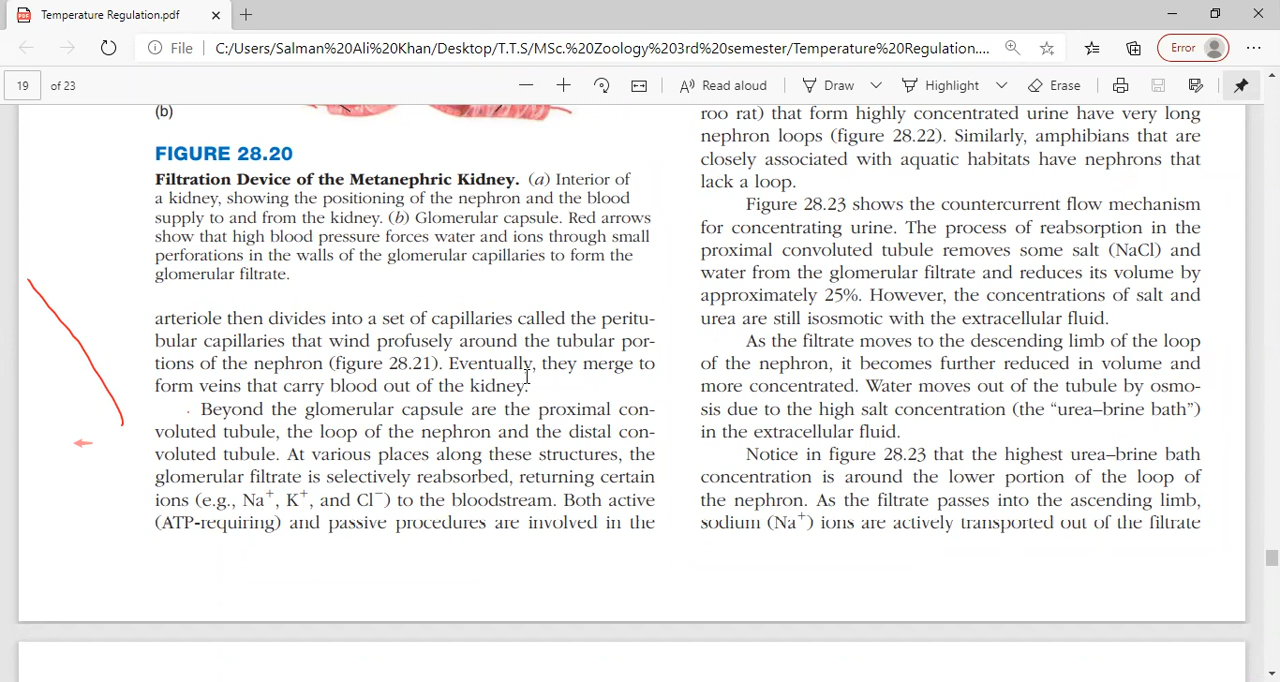 Temperature Regulation.pdf
File
C:/Users/Salman%20Ali%20Khan/Desktop/T.T.S/MSc.%20Zoology%203rd%20semester/Temperature%20Regulation....
Error
19 of 23
Read aloud
Draw
Highlight
Erase
(b)
FIGURE 28.20
Filtration Device of the Metanephric Kidney. (a) Interior of
a kidney, showing the positioning of the nephron and the blood
supply to and from the kidney. (b) Glomerular capsule. Red arrows
show that high blood pressure forces water and ions through small
perforations in the walls of the glomerular capillaries to form the
glomerular filtrate.
arteriole then divides into a set of capillaries called the peritu-
bular capillaries that wind profusely around the tubular por-
tions of the nephron (figure 28.21). Eventually, they merge to
form veins that carry blood out of the kidney.
Beyond the glomerular capsule are the proximal con-
voluted tubule, the loop of the nephron and the distal con-
voluted tubule. At various places along these structures, the
glomerular filtrate is selectively reabsorbed, returning certain
ions (e.g., Na⁺, K⁺, and Cl⁻) to the bloodstream. Both active
(ATP-requiring) and passive procedures are involved in the
roo rat) that form highly concentrated urine have very long
nephron loops (figure 28.22). Similarly, amphibians that are
closely associated with aquatic habitats have nephrons that
lack a loop.
Figure 28.23 shows the countercurrent flow mechanism
for concentrating urine. The process of reabsorption in the
proximal convoluted tubule removes some salt (NaCl) and
water from the glomerular filtrate and reduces its volume by
approximately 25%. However, the concentrations of salt and
urea are still isosmotic with the extracellular fluid.
As the filtrate moves to the descending limb of the loop
of the nephron, it becomes further reduced in volume and
more concentrated. Water moves out of the tubule by osmo-
sis due to the high salt concentration (the “urea–brine bath”)
in the extracellular fluid.
Notice in figure 28.23 that the highest urea–brine bath
concentration is around the lower portion of the loop of
the nephron. As the filtrate passes into the ascending limb,
sodium (Na⁺) ions are actively transported out of the filtrate